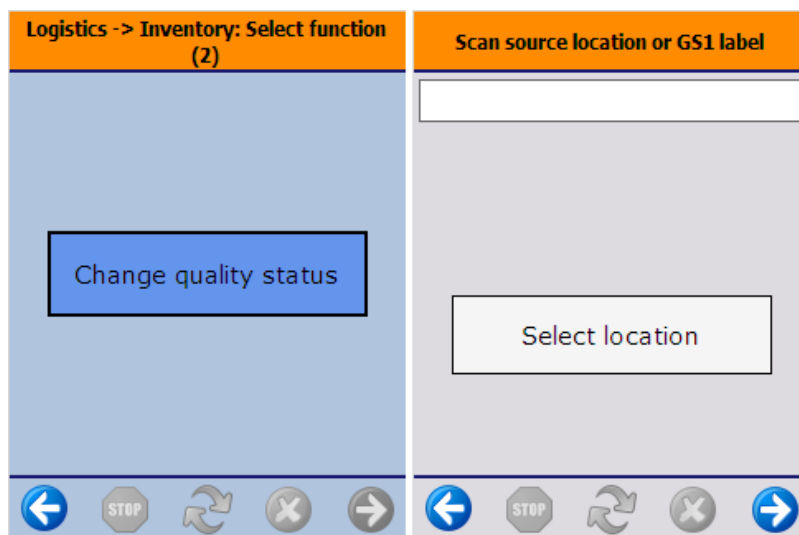 Logistics -> Inventory: Select function
(2)
Change quality status
STOP
Scan source location or GS1 label
Select location
STOP